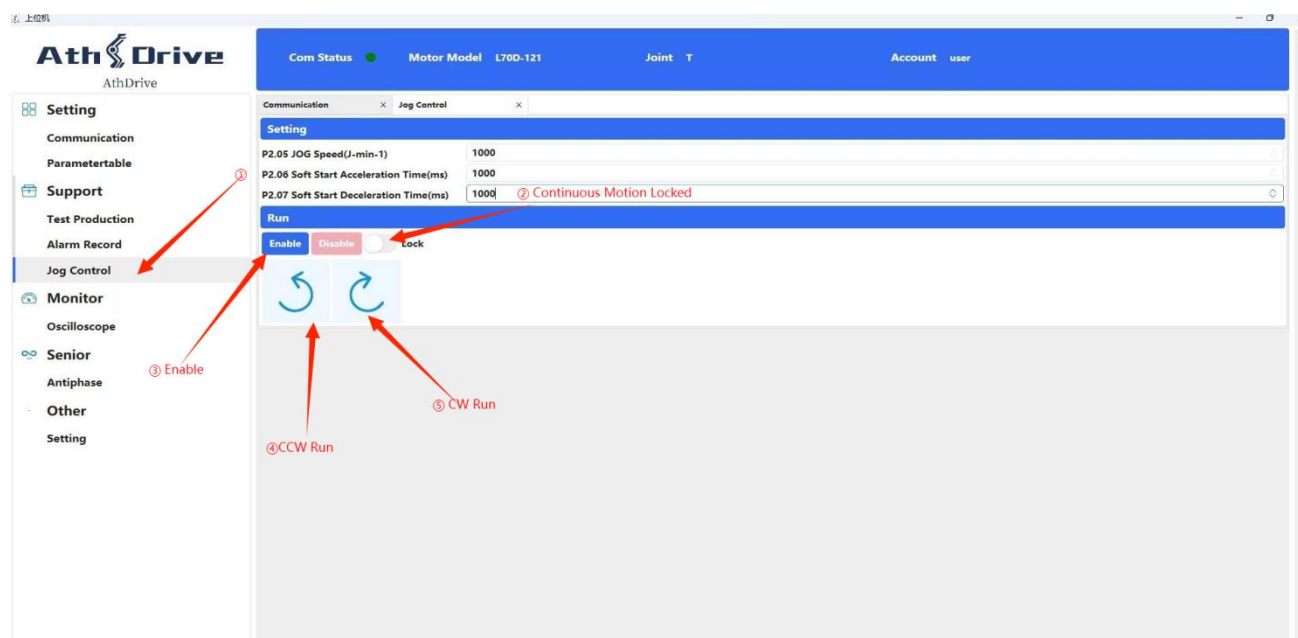 上位机
Ath Drive
AthDrive
Com Status Motor Model L70D-121 Joint T Account user
Setting
Communication
Parametertable
Support
Test Production
Alarm Record
Jog Control
Monitor
Oscilloscope
Senior
Antiphase
Other
Setting
Communication × Jog Control ×
Setting
P2.05 JOG Speed(J-min-1) 1000
P2.06 Soft Start Acceleration Time(ms) 1000
P2.07 Soft Start Deceleration Time(ms) 1000
Run
Enable Disable Lock
①
② Continuous Motion Locked
③ Enable
④CCW Run
⑤ CW Run